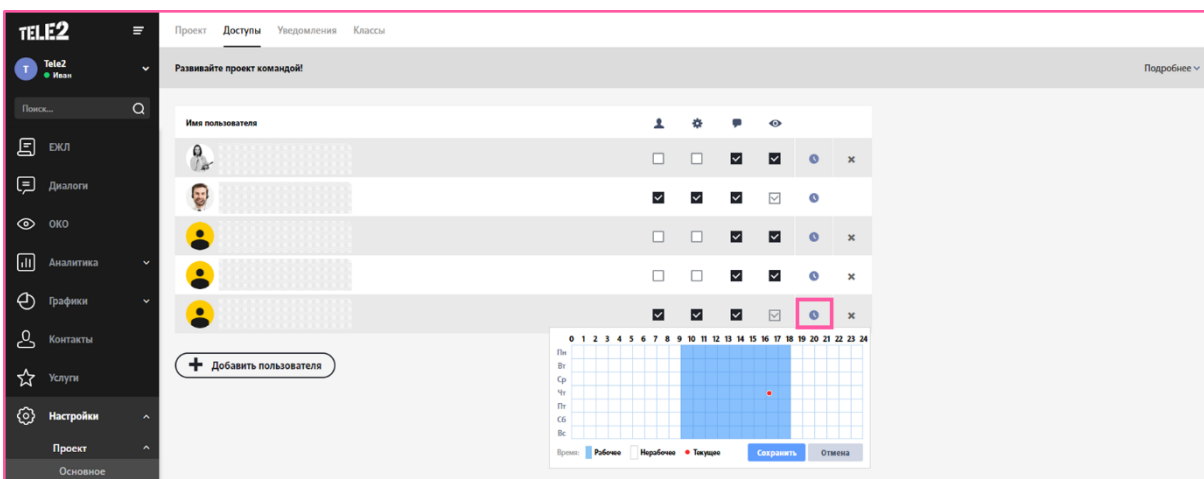 TELE2
Проект Доступы Уведомления Классы
T
Tele2
Иван
Развивайте проект командой!
Подробнее
Поиск...
Имя пользователя
ЕЖЛ
Диалоги
ОКО
Аналитика
Графики
Контакты
Услуги
Настройки
Проект
Основное
Добавить пользователя
0 1 2 3 4 5 6 7 8 9 10 11 12 13 14 15 16 17 18 19 20 21 22 23 24
Пн
Вт
Ср
Чт
Пт
Сб
Вс
Время: Рабочее Нерабочее Текущее
Сохранить Отмена